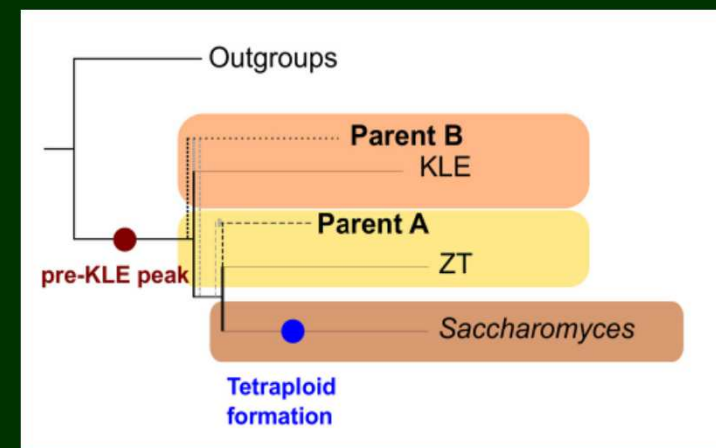 Outgroups
Parent B
KLE
Parent A
ZT
pre-KLE peak
Saccharomyces
Tetraploid
formation